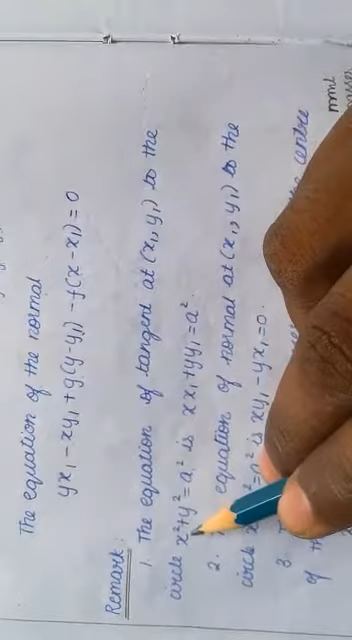 The equation of the normal
yx₁ - xy₁ + g(y-y₁) - f(x-x₁) = 0
Remark:
1. The equation of tangent at (x₁, y₁) to the
circle x²+y²=a² is xx₁+yy₁=a².
2. equation of normal at (x₁, y₁) to the
circle =a² is xy₁-yx₁=0.
3. the centre
of